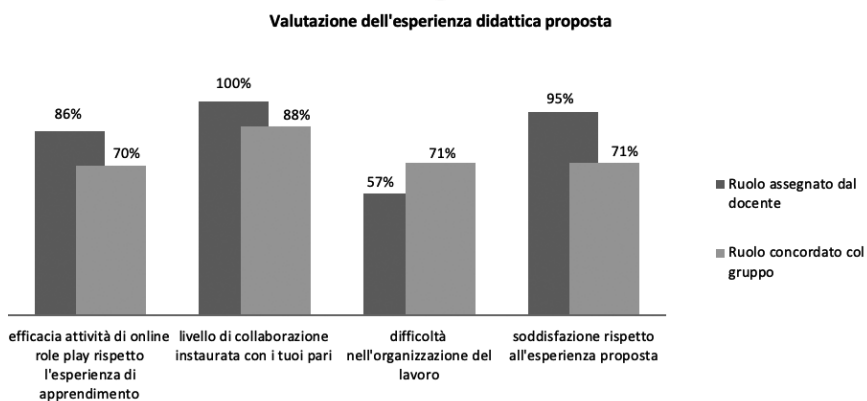 Valutazione dell'esperienza didattica proposta
86%
70%
100%
88%
57%
71%
95%
71%
efficacia attività di online
role play rispetto
l'esperienza di
apprendimento
livello di collaborazione
instaurata con i tuoi pari
difficoltà
nell'organizzazione del
lavoro
soddisfazione rispetto
all'esperienza proposta
Ruolo assegnato dal
docente
Ruolo concordato col
gruppo